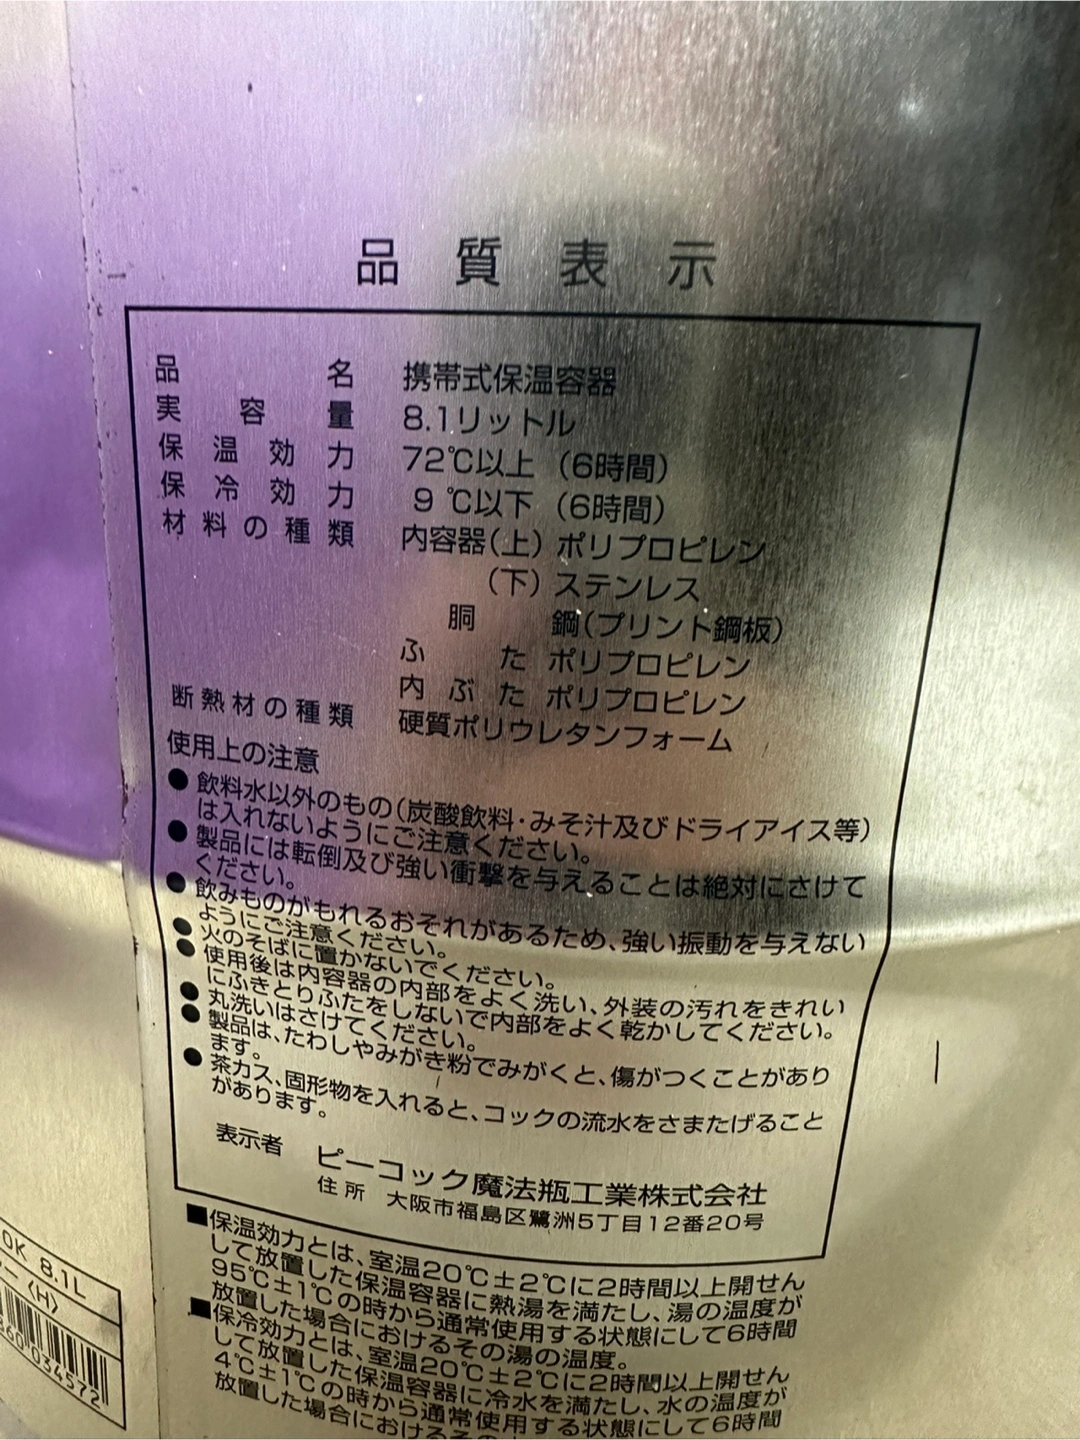 品質表示
品名 携帯式保温容器
実容量 8.1リットル
保温効力 72℃以上（6時間）
保冷効力 9℃以下（6時間）
材料の種類 内容器（上）ポリプロピレン
（下）ステンレス
胴 鋼（プリント鋼板）
ふた ポリプロピレン
内ぶた ポリプロピレン
断熱材の種類 硬質ポリウレタンフォーム
使用上の注意
●飲料水以外のもの（炭酸飲料・みそ汁及びドライアイス等）
は入れないようにご注意ください。
●製品には転倒及び強い衝撃を与えることは絶対にさけて
ください。
●飲みものがもれるおそれがあるため、強い振動を与えない
ようにご注意ください。
●火のそばに置かないでください。
●使用後は内容器の内部をよく洗い、外装の汚れをきれい
にふきとりふたをしないで内部をよく乾かしてください。
●丸洗いはさけてください。
●製品は、たわしやみがき粉でみがくと、傷がつくことがあり
ます。
●茶カス、固形物を入れると、コックの流水をさまたげること
があります。
表示者 ピーコック魔法瓶工業株式会社
住所 大阪市福島区鷺洲5丁目12番20号
■保温効力とは、室温20℃±2℃に2時間以上開せん
して放置した保温容器に熱湯を満たし、湯の温度が
95℃±1℃の時から通常使用する状態にして6時間
放置した場合におけるその湯の温度。
■保冷効力とは、室温20℃±2℃に2時間以上開せん
して放置した保温容器に冷水を満たし、水の温度が
4℃±1℃の時から通常使用する状態にして6時間
放置した場合におけるその
0K 8.1L
ー〈H〉
360 034572